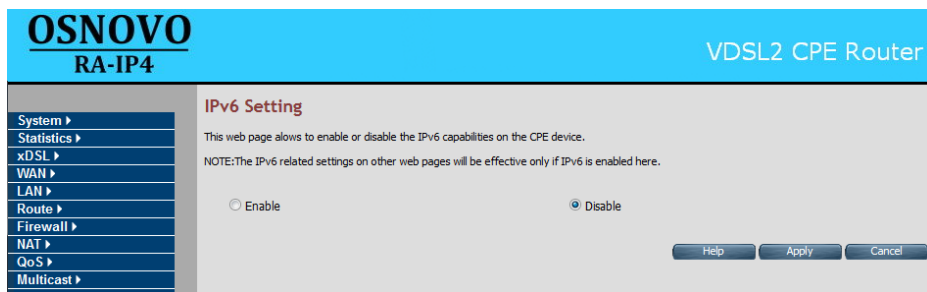 OSNOVO
RA-IP4
VDSL2 CPE Router
System
Statistics
xDSL
WAN
LAN
Route
Firewall
NAT
QoS
Multicast
IPv6 Setting
This web page alows to enable or disable the IPv6 capabilities on the CPE device.
NOTE:The IPv6 related settings on other web pages will be effective only if IPv6 is enabled here.
Enable Disable
Help Apply Cancel